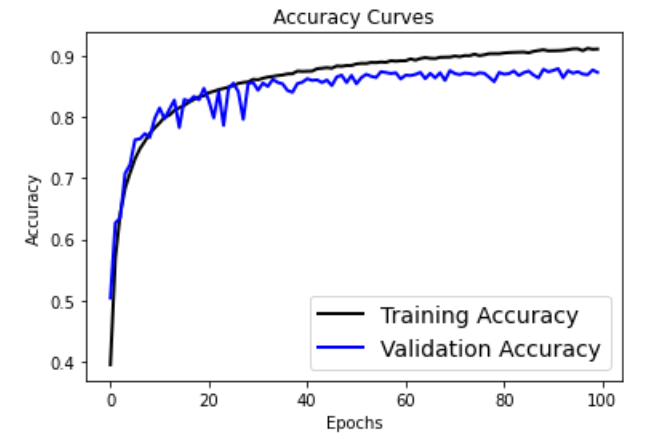 Accuracy Curves
0.9
0.8
0.7
0.6
0.5
0.4
Accuracy
Training Accuracy
Validation Accuracy
0 20 40 60 80 100
Epochs